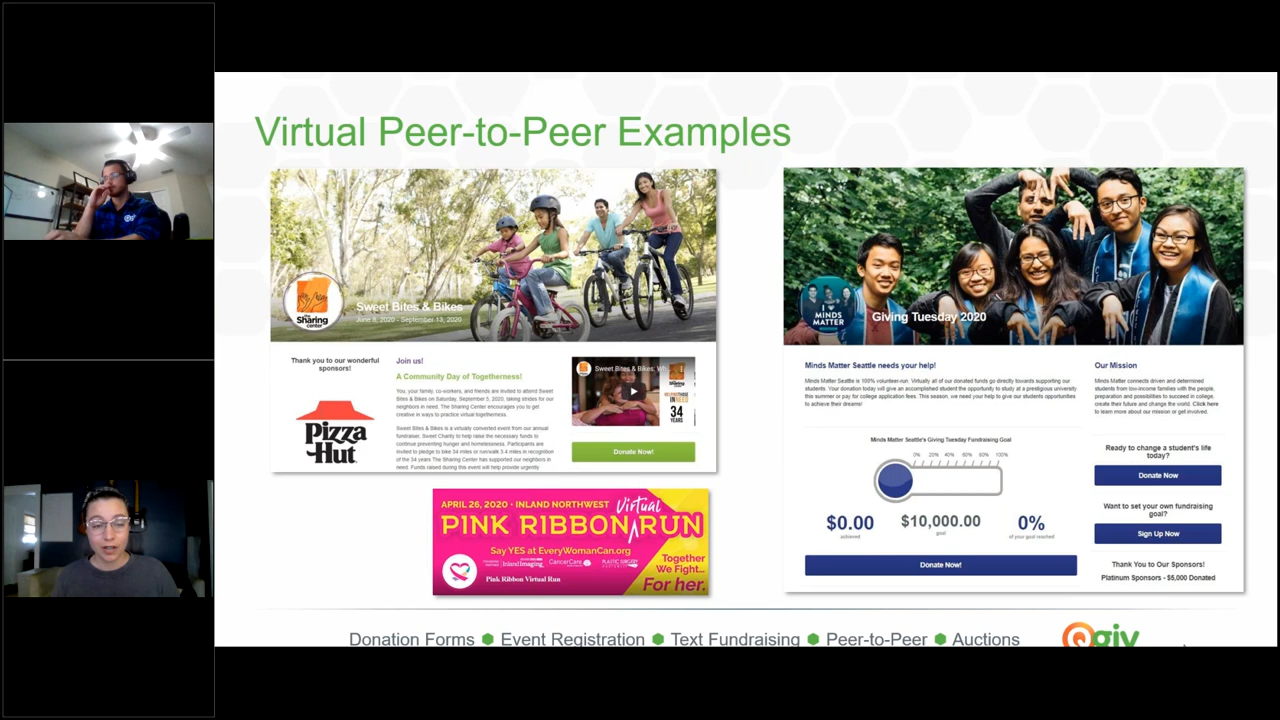 Virtual Peer-to-Peer Examples
The
Sharing
center
Sweet Bites & Bikes
June 8, 2020 - September 13, 2020
Thank you to our wonderful
sponsors!
Pizza
Hut
Join us!
A Community Day of Togetherness!
You, your family, co-workers, and friends are invited to attend Sweet
Bites & Bikes on Saturday, September 5, 2020, taking strides for our
neighbors in need. The Sharing Center encourages you to get
creative in ways to practice virtual togetherness.
Sweet Bites & Bikes is a virtually converted event from our annual
fundraiser, Sweet Charity to help raise the necessary funds to
continue preventing hunger and homelessness. Participants are
invited to pledge to bike 34 miles or run/walk 3.4 miles in recognition
of the 34 years The Sharing Center has supported our neighbors in
need. Funds raised during this event will help provide urgently
Sweet Bites & Bikes: Wh...
IN NEED
34
YEARS
Donate Now!
APRIL 26, 2020 · INLAND NORTHWEST
Virtual
PINK RIBBON RUN
Say YES at EveryWomanCan.org
InlandImaging
CancerCare
PLASTIC SURGERY
NORTHWEST
Pink Ribbon Virtual Run
Together
We Fight...
For her.
I ♥
MINDS
MATTER
Giving Tuesday 2020
Minds Matter Seattle needs your help!
Minds Matter Seattle is 100% volunteer-run. Virtually all of our donated funds go directly towards supporting our
students. Your donation today will give an accomplished student the opportunity to study at a prestigious university
this summer or pay for college application fees. This season, we need your help to give our students opportunities
to achieve their dreams!
Minds Matter Seattle's Giving Tuesday Fundraising Goal
0% 20% 40% 60% 80% 100%
$0.00
achieved
$10,000.00
goal
0%
of your goal reached
Donate Now!
Our Mission
Minds Matter connects driven and determined
students from low-income families with the people,
preparation and possibilities to succeed in college,
create their future and change the world. Click here
to learn more about our mission or get involved.
Ready to change a student's life
today?
Donate Now
Want to set your own fundraising
goal?
Sign Up Now
Thank You to Our Sponsors!
Platinum Sponsors - $5,000 Donated
Donation Forms Event Registration Text Fundraising Peer-to-Peer Auctions
Qgiv